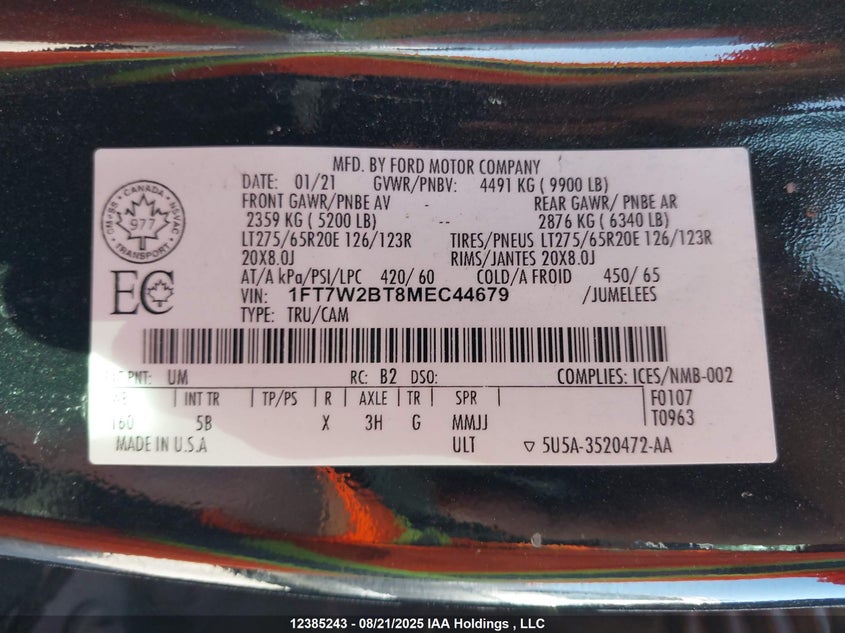 MFD. BY FORD MOTOR COMPANY
DATE: 01/21 GVWR/PNBV: 4491 KG ( 9900 LB)
FRONT GAWR/PNBE AV REAR GAWR/ PNBE AR
2359 KG ( 5200 LB) -- 2876 KG ( 6340 LB)
LT275/65R20E 126/123R TIRES/PNEUS LT275/65R20E 126/123R
20X8.0J RIMS/JANTES 20X8.0J
AT/A kPa/PSI/LPC 420/ 60 COLD/A FROID 450/ 65
VIN: 1FT7W2BT8MEC44679 /JUMELEES
TYPE: TRU/CAM
CANADA
977
TRANSPORT
EC
PNT: UM RC: B2 DSO: COMPLIES: ICES/NMB-002
WB INT TR TP/PS R AXLE TR SPR F0107
160 5B X 3H G MMJJ T0963
MADE IN U.S.A ULT ▽ 5U5A-3520472-AA
12385243 - 08/21/2025 IAA Holdings , LLC